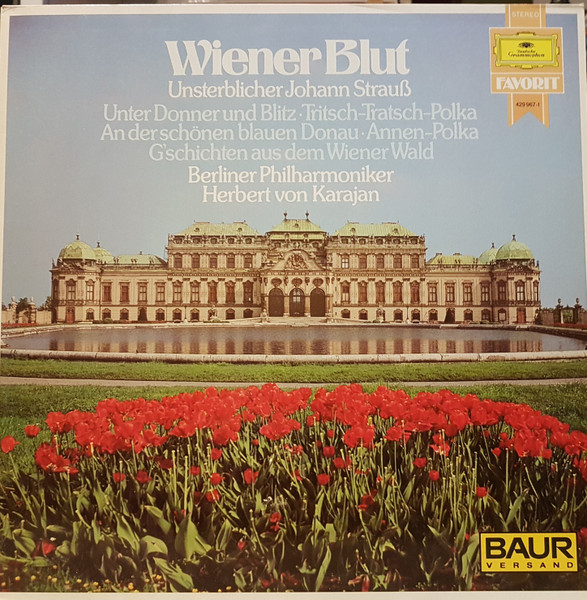 Wiener Blut
Unsterblicher Johann Strauß
Unter Donner und Blitz · Tritsch-Tratsch-Polka
An der schönen blauen Donau · Annen-Polka
G'schichten aus dem Wiener Wald
Berliner Philharmoniker
Herbert von Karajan
STEREO
Deutsche
Grammophon
FAVORIT
429 967-1
BAUR
VERSAND